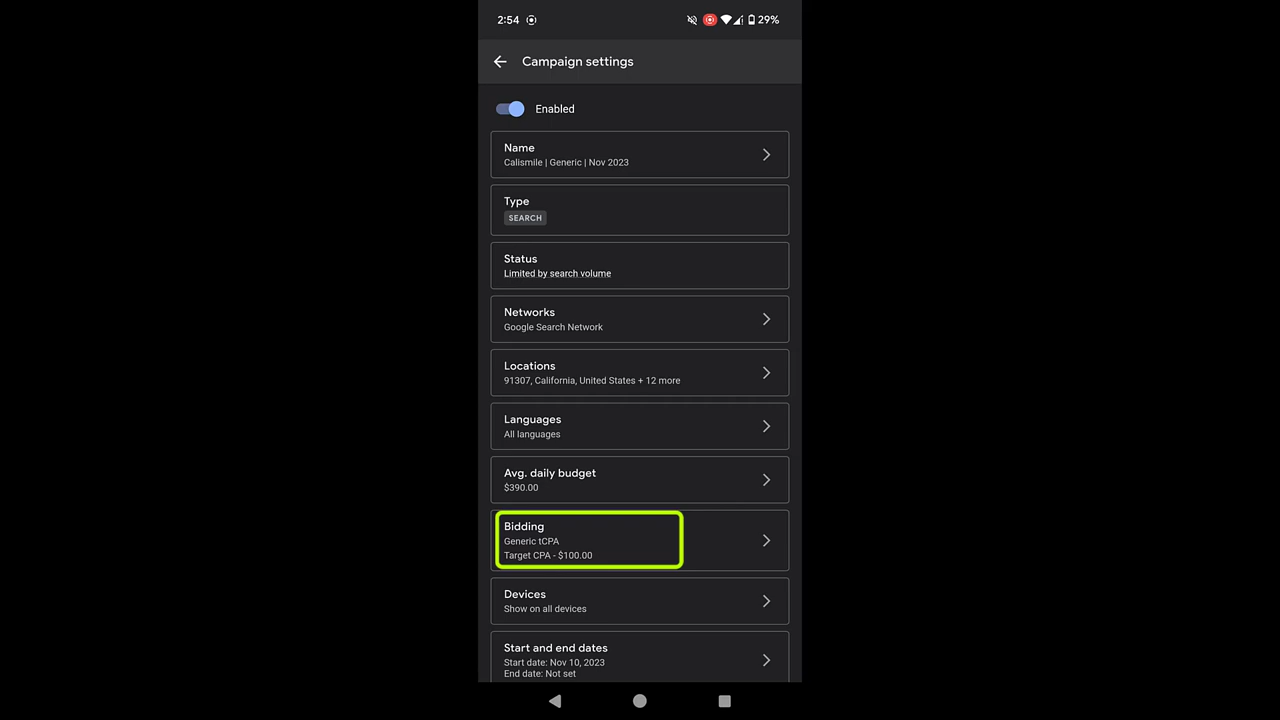 2:54
29%
Campaign settings
Enabled
Name
Calismile | Generic | Nov 2023
Type
SEARCH
Status
Limited by search volume
Networks
Google Search Network
Locations
91307, California, United States + 12 more
Languages
All languages
Avg. daily budget
$390.00
Bidding
Generic tCPA
Target CPA - $100.00
Devices
Show on all devices
Start and end dates
Start date: Nov 10, 2023
End date: Not set